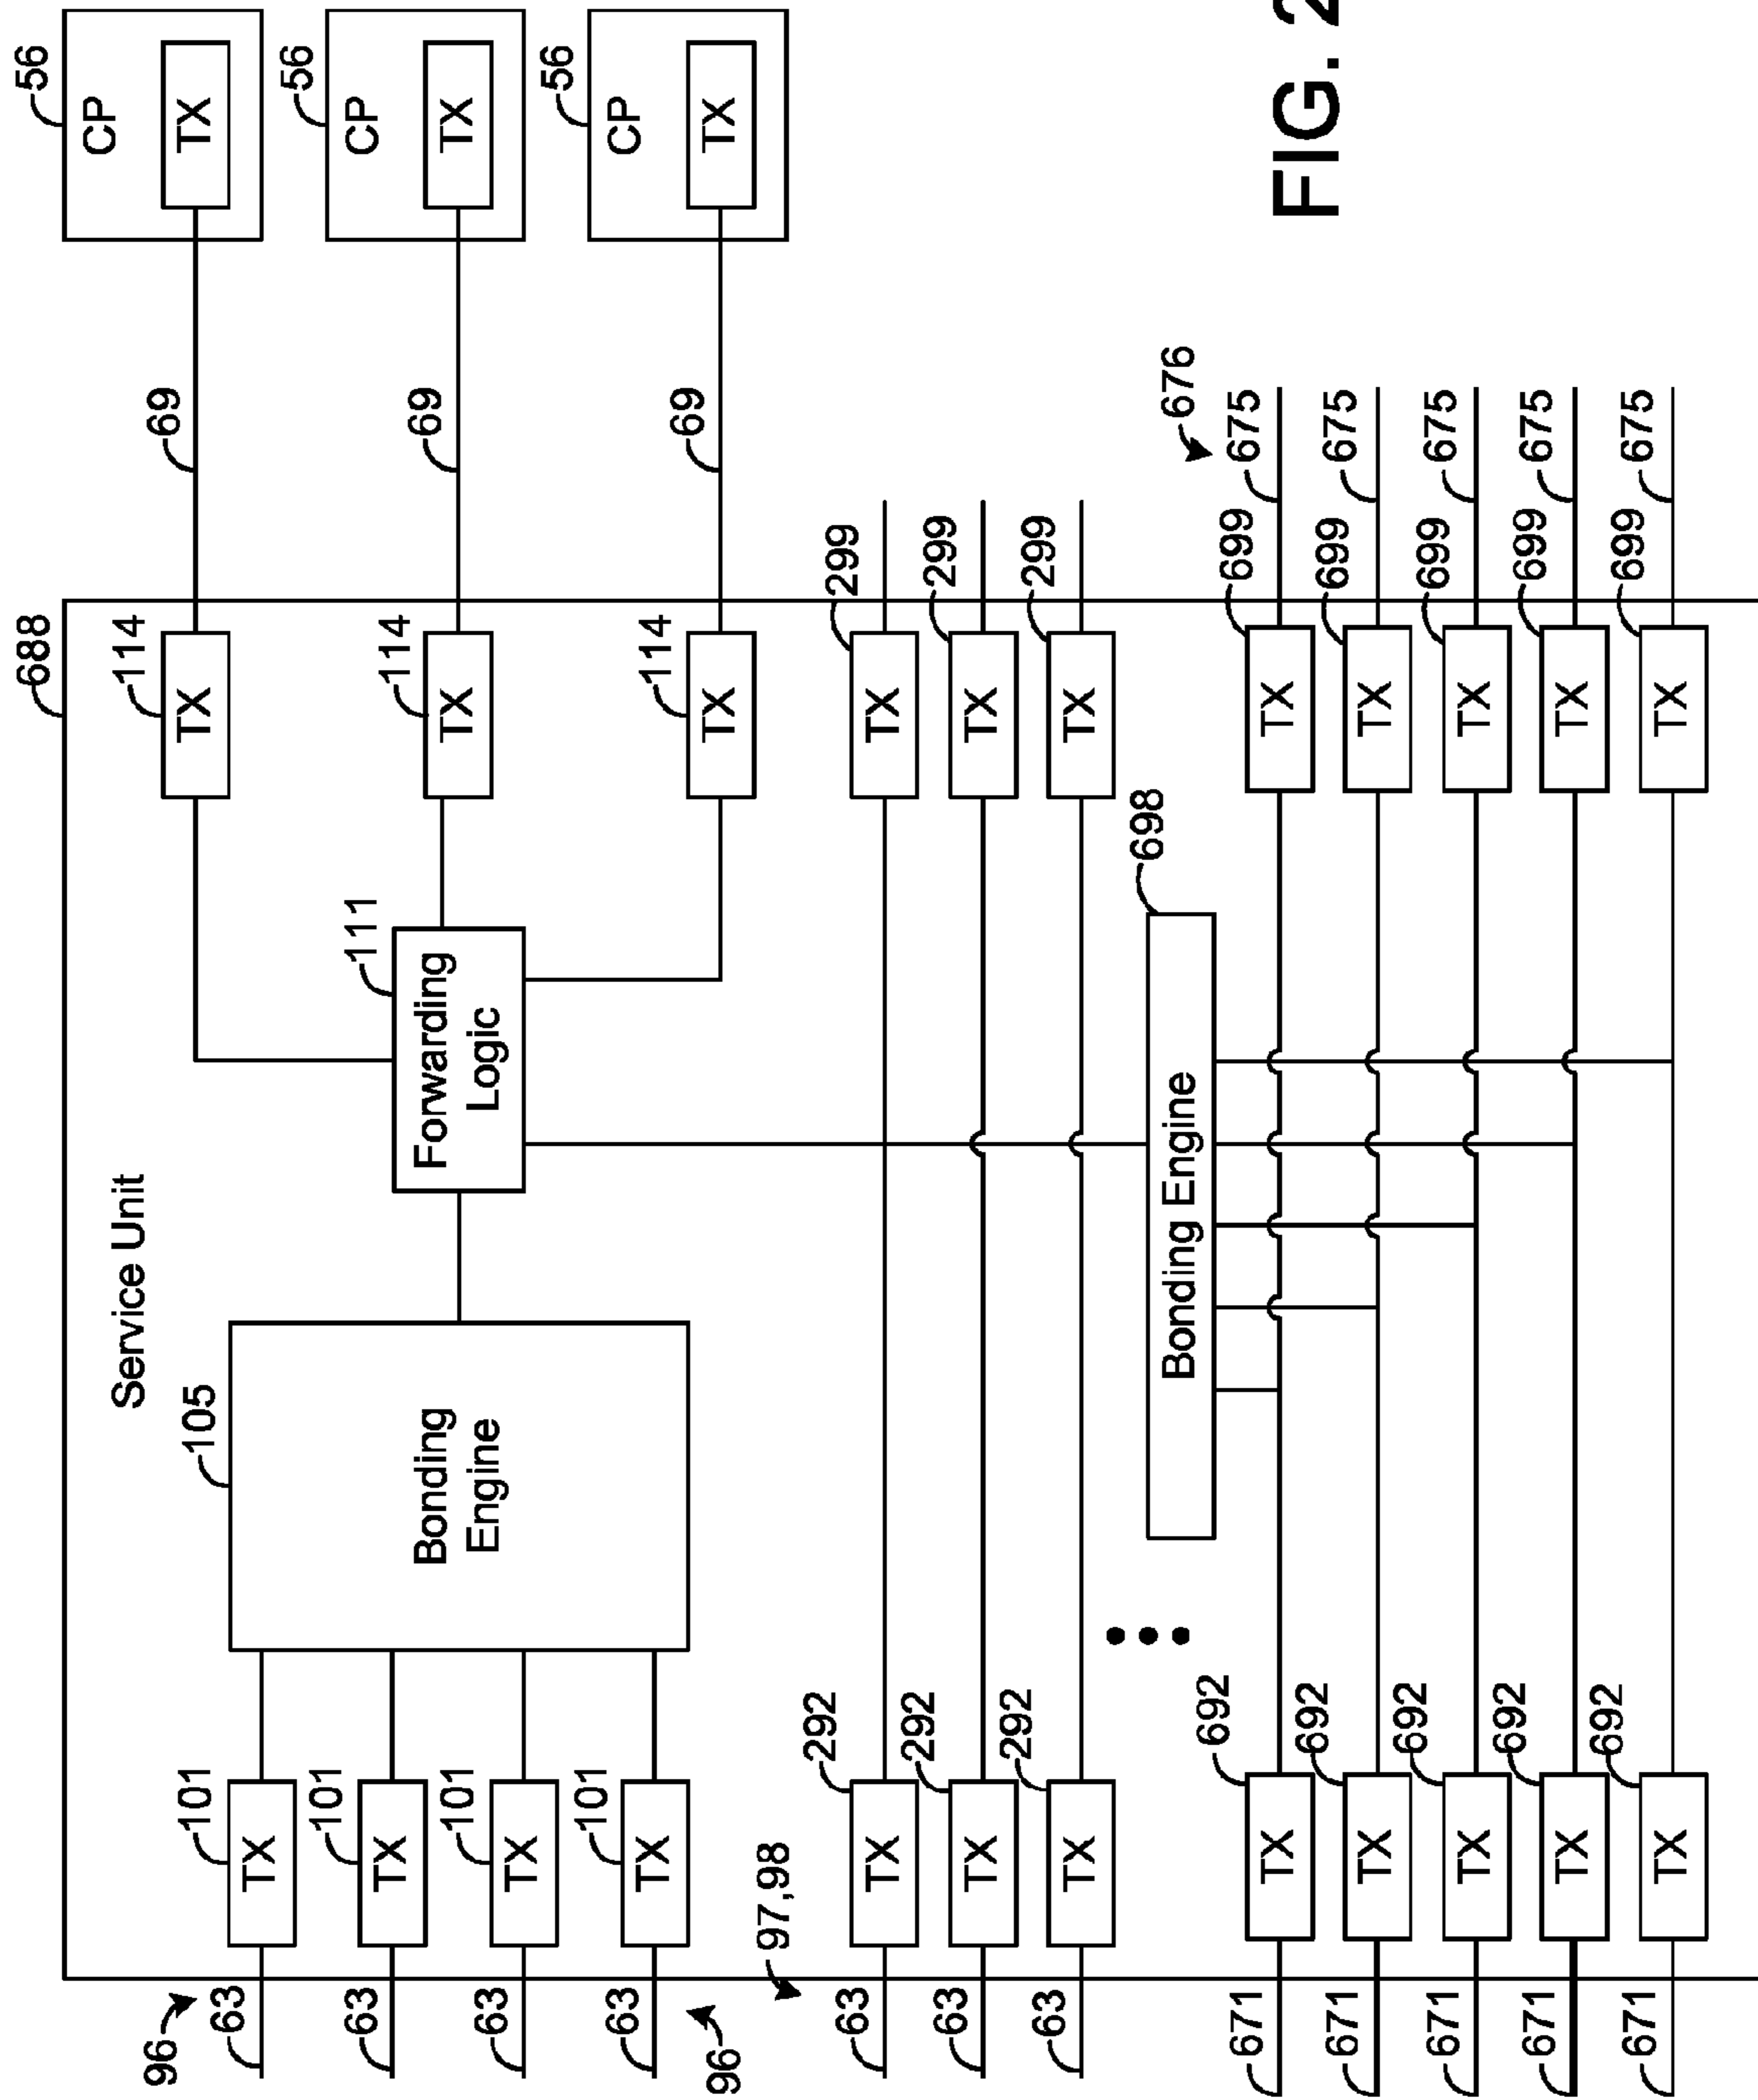 688
56
Service Unit
114
CP
96
105
101
69
63
TX
TX
TX
56
101
111
114
CP
63
TX
Bonding
Engine
Forwarding
Logic
TX
69
TX
101
63
TX
56
101
114
CP
63
TX
TX
69
TX
96
97,98
292
299
63
TX
TX
292
299
63
TX
TX
292
299
63
TX
TX
698
Bonding Engine
676
692
699
675
671
TX
TX
692
699
675
671
TX
TX
692
699
675
671
TX
TX
692
699
675
671
TX
TX
692
699
675
671
TX
TX
FIG. 2